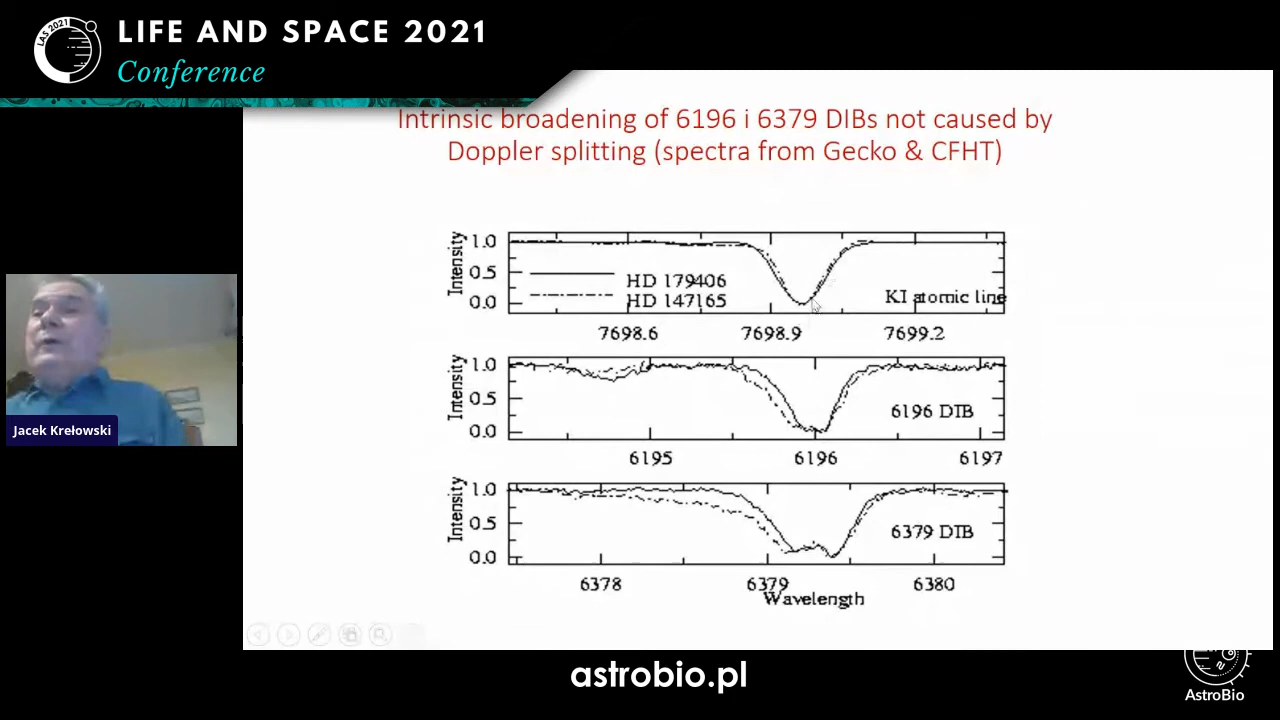 LAS 2021
LIFE AND SPACE 2021
Conference
Intrinsic broadening of 6196 i 6379 DIBs not caused by
Doppler splitting (spectra from Gecko & CFHT)
Intensity
1.0
0.5
0.0
HD 179406
HD 147165
KI atomic line
7698.6 7698.9 7699.2
Intensity
1.0
0.5
0.0
6196 DIB
6195 6196 6197
Intensity
1.0
0.5
0.0
6379 DIB
6378 6379 6380
Wavelength
Jacek Krełowski
astrobio.pl
AstroBio